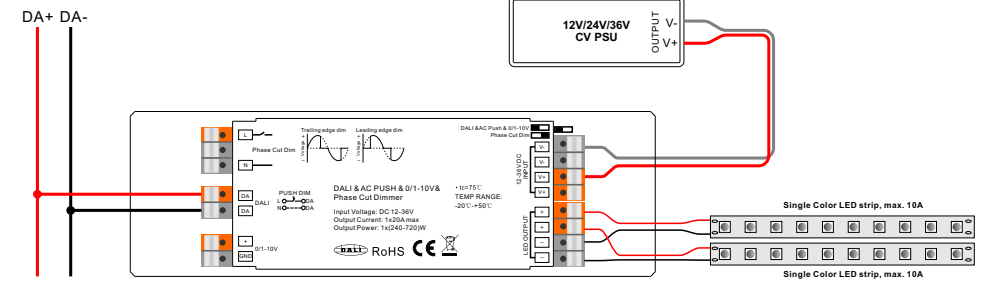 DA+ DA-
12V/24V/36V
CV PSU
OUTPUT
V-
V+
L
N
Phase Cut Dim
Trailing edge dim
Leading edge dim
DALI &AC Push & 0/1-10V
Phase Cut Dim
12-36VDC
INPUT
V-
V-
V+
V+
DA
DA
DALI
PUSH DIM
L DA
N DA
DALI & AC PUSH & 0/1-10V&
Phase Cut Dimmer
Input Voltage: DC 12-36V
Output Current: 1x20A max
Output Power: 1x(240-720)W
• tc=75℃
TEMP RANGE:
-20℃-+50℃
+
GND
0/1-10V
DALI RoHS CE
LED OUTPUT
+
+
−
−
Single Color LED strip, max. 10A
Single Color LED strip, max. 10A